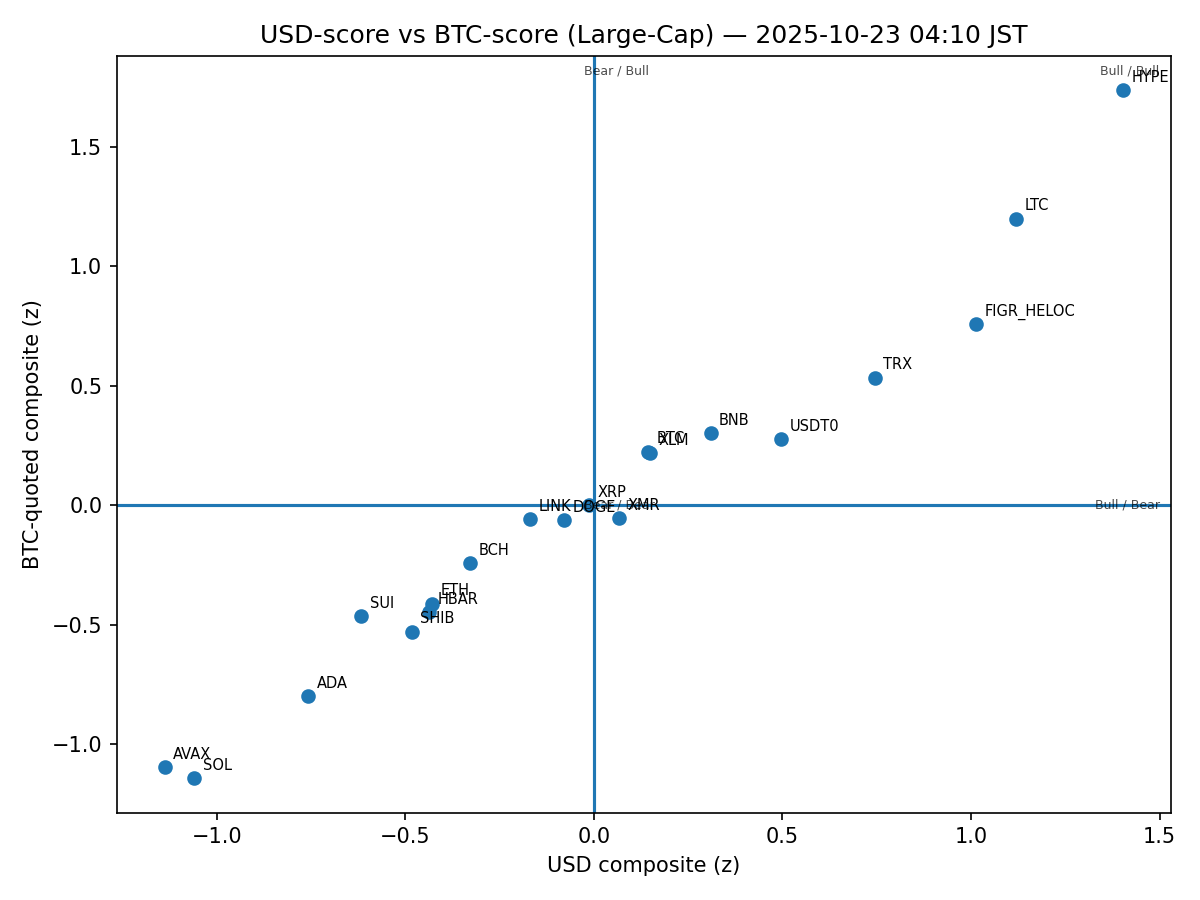 USD-score vs BTC-score (Large-Cap) — 2025-10-23 04:10 JST
Bear / Bull
Bull / Bull
HYPE
1.5
LTC
1.0
FIGR_HELOC
TRX
0.5
BNB
USDT0
BTC
XLM
XRP
0.0
LINK
DOGE
XMR
Bull / Bear
BCH
ETH
HBAR
SUI
SHIB
−0.5
ADA
AVAX
SOL
−1.0
−1.0
−0.5
0.0
0.5
1.0
1.5
USD composite (z)
BTC-quoted composite (z)